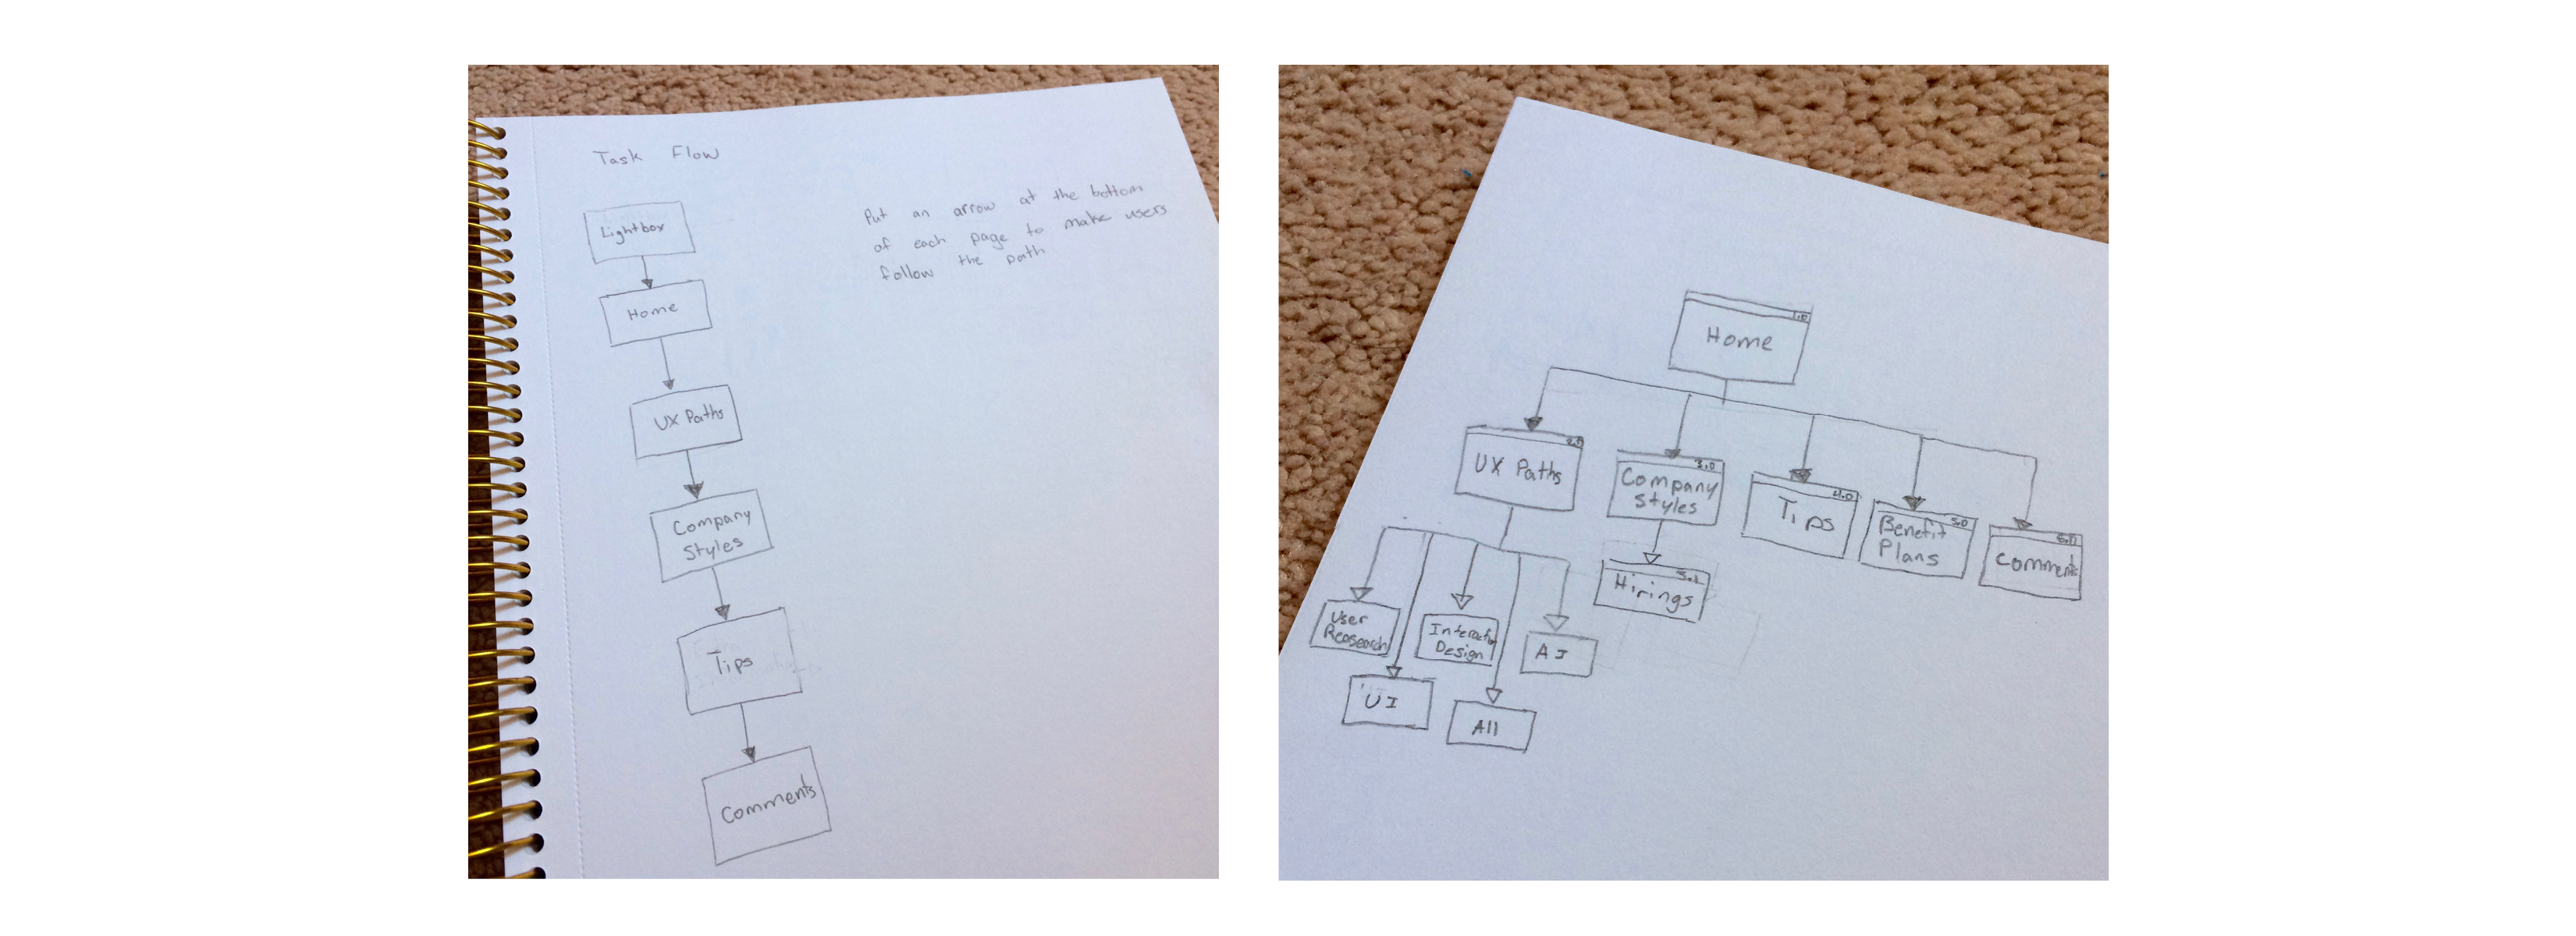 Task Flow
Put an arrow at the bottom
of each page to make users
follow the path
Lightbox
Home
UX Paths
Company
Styles
Tips
Comments
1.0
Home
2.0
UX Paths
3.0
Company
Styles
4.0
Tips
5.0
Benefit
Plans
6.0
Comments
3.1
Hirings
User
Reasearch
Interaction
Design
AI
UI
All